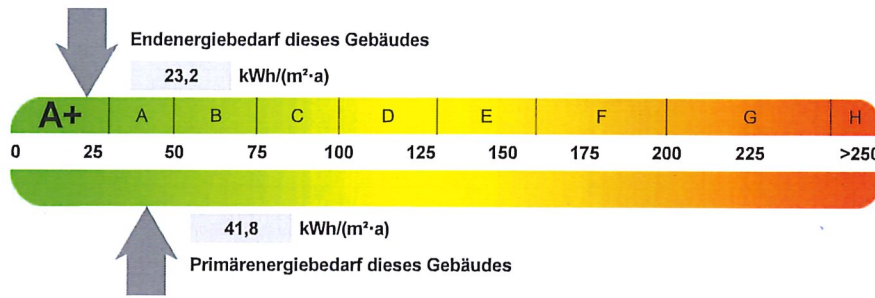 Endenergiebedarf dieses Gebäudes
23,2 kWh/(m²·a)
A+ A B C D E F G H
0 25 50 75 100 125 150 175 200 225 >250
41,8 kWh/(m²·a)
Primärenergiebedarf dieses Gebäudes